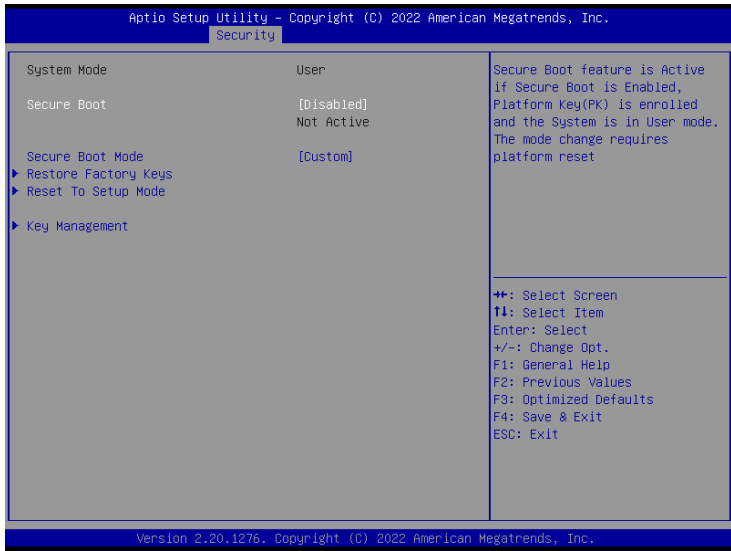 Aptio Setup Utility – Copyright (C) 2022 American Megatrends, Inc.
Security
System Mode User
Secure Boot [Disabled]
Not Active
Secure Boot Mode [Custom]
Restore Factory Keys
Reset To Setup Mode
Key Management
Secure Boot feature is Active
if Secure Boot is Enabled,
Platform Key(PK) is enrolled
and the System is in User mode.
The mode change requires
platform reset
→←: Select Screen
↑↓: Select Item
Enter: Select
+/-: Change Opt.
F1: General Help
F2: Previous Values
F3: Optimized Defaults
F4: Save & Exit
ESC: Exit
Version 2.20.1276. Copyright (C) 2022 American Megatrends, Inc.